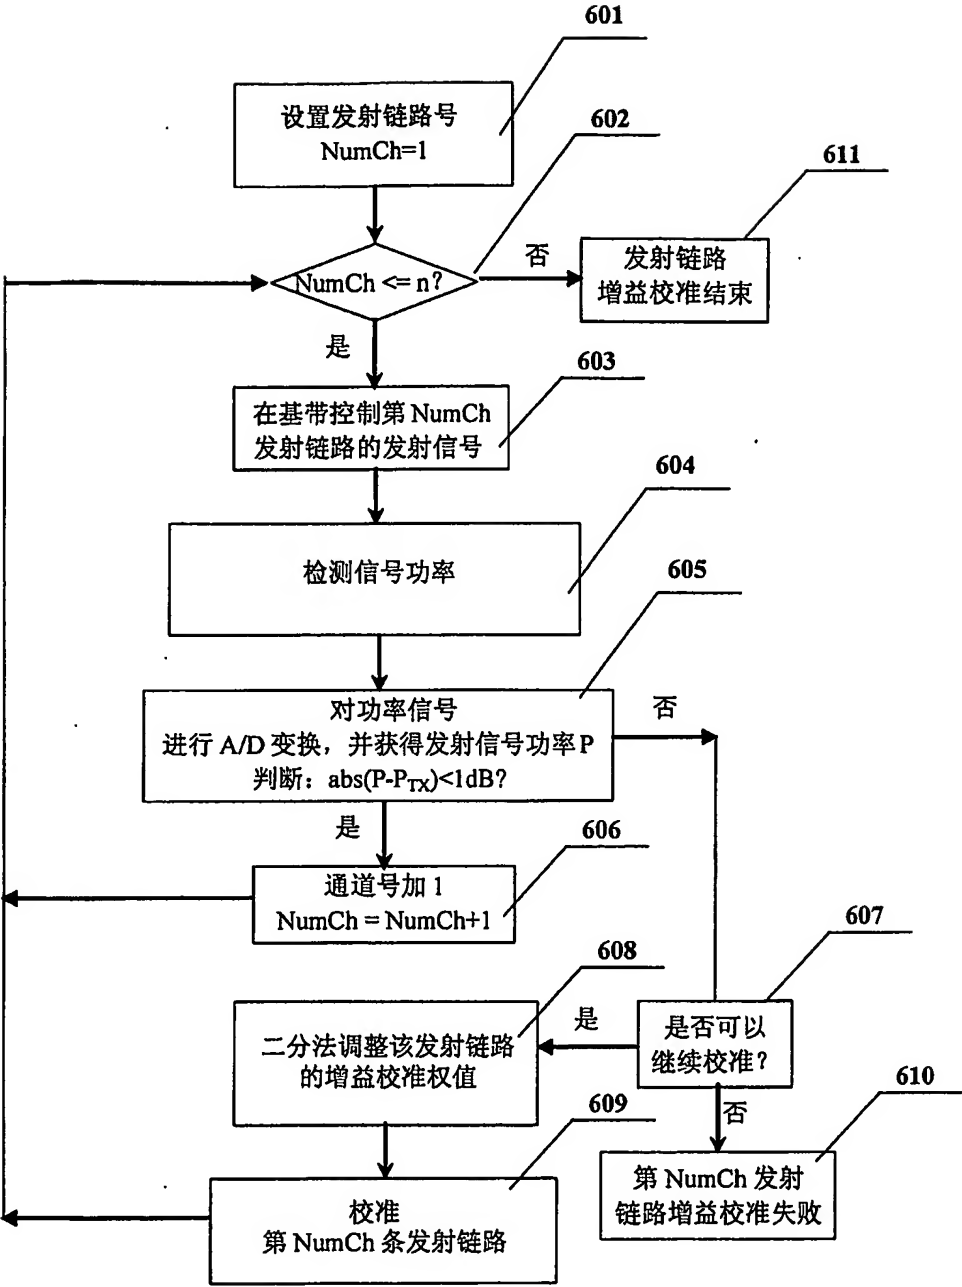 601
设置发射链路号
NumCh=1
602
611
NumCh <= n?
否
发射链路
增益校准结束
是
603
在基带控制第 NumCh
发射链路的发射信号
604
检测信号功率
605
对功率信号
进行 A/D 变换，并获得发射信号功率 P
判断：abs(P-PTX)<1dB?
否
是
606
通道号加 1
NumCh = NumCh+1
607
608
是否可以
继续校准？
是
二分法调整该发射链路
的增益校准权值
否
610
609
第 NumCh 发射
链路增益校准失败
校准
第 NumCh 条发射链路